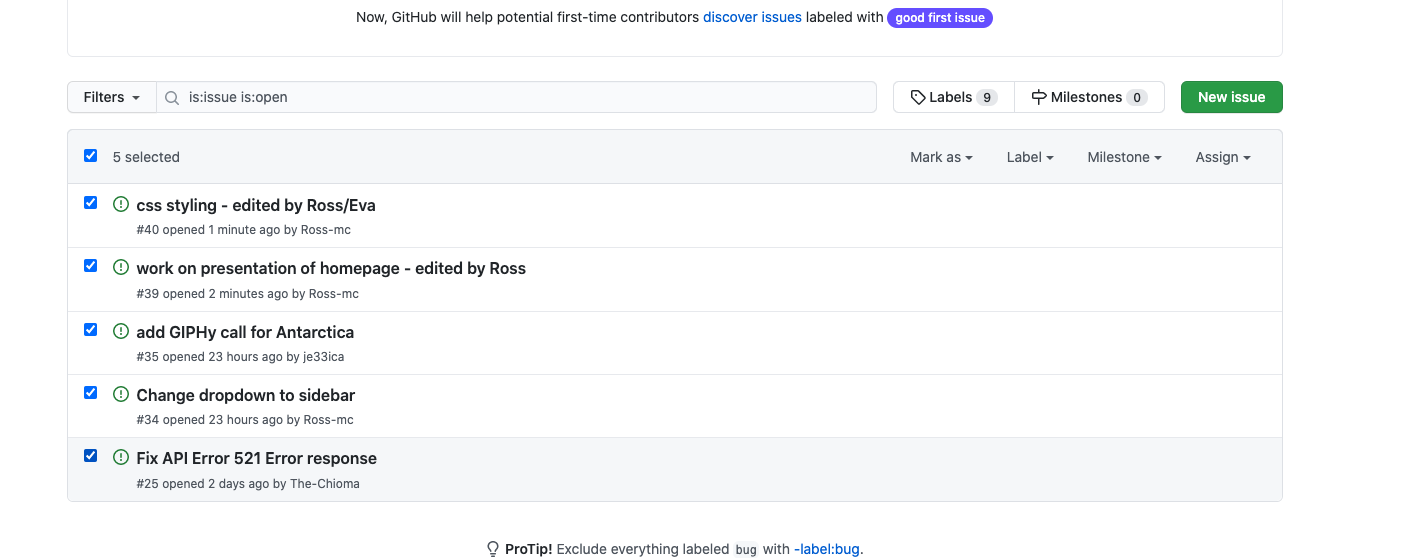 Now, GitHub will help potential first-time contributors discover issues labeled with good first issue
Filters is:issue is:open Labels 9 Milestones 0 New issue
5 selected Mark as Label Milestone Assign
css styling - edited by Ross/Eva
#40 opened 1 minute ago by Ross-mc
work on presentation of homepage - edited by Ross
#39 opened 2 minutes ago by Ross-mc
add GIPHy call for Antarctica
#35 opened 23 hours ago by je33ica
Change dropdown to sidebar
#34 opened 23 hours ago by Ross-mc
Fix API Error 521 Error response
#25 opened 2 days ago by The-Chioma
ProTip! Exclude everything labeled bug with -label:bug.